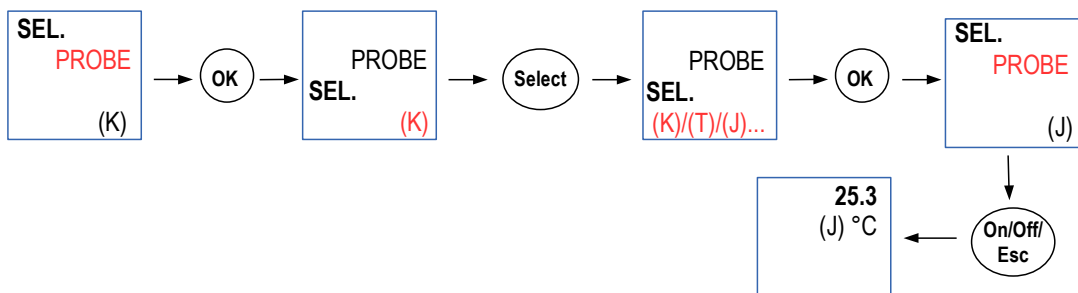 SEL.
PROBE
(K)
OK
PROBE
SEL.
(K)
Select
PROBE
SEL.
(K)/(T)/(J)...
OK
SEL.
PROBE
(J)
On/Off/
Esc
25.3
(J) °C